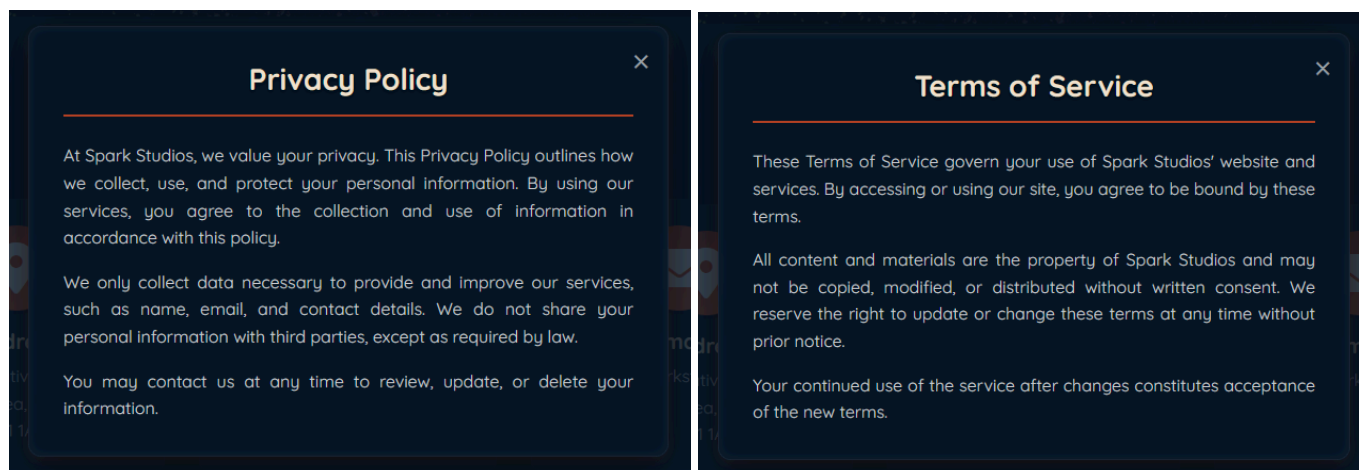 Privacy Policy
At Spark Studios, we value your privacy. This Privacy Policy outlines how
we collect, use, and protect your personal information. By using our
services, you agree to the collection and use of information in
accordance with this policy.
We only collect data necessary to provide and improve our services,
such as name, email, and contact details. We do not share your
personal information with third parties, except as required by law.
You may contact us at any time to review, update, or delete your
information.
Terms of Service
These Terms of Service govern your use of Spark Studios' website and
services. By accessing or using our site, you agree to be bound by these
terms.
All content and materials are the property of Spark Studios and may
not be copied, modified, or distributed without written consent. We
reserve the right to update or change these terms at any time without
prior notice.
Your continued use of the service after changes constitutes acceptance
of the new terms.